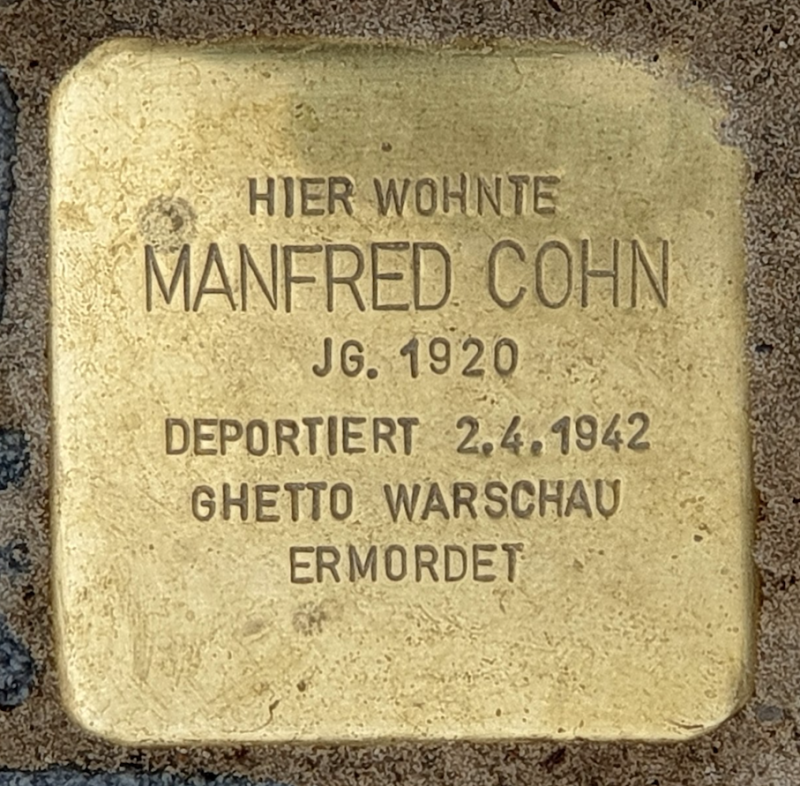 HIER WOHNTE
MANFRED COHN
JG. 1920
DEPORTIERT 2.4.1942
GHETTO WARSCHAU
ERMORDET